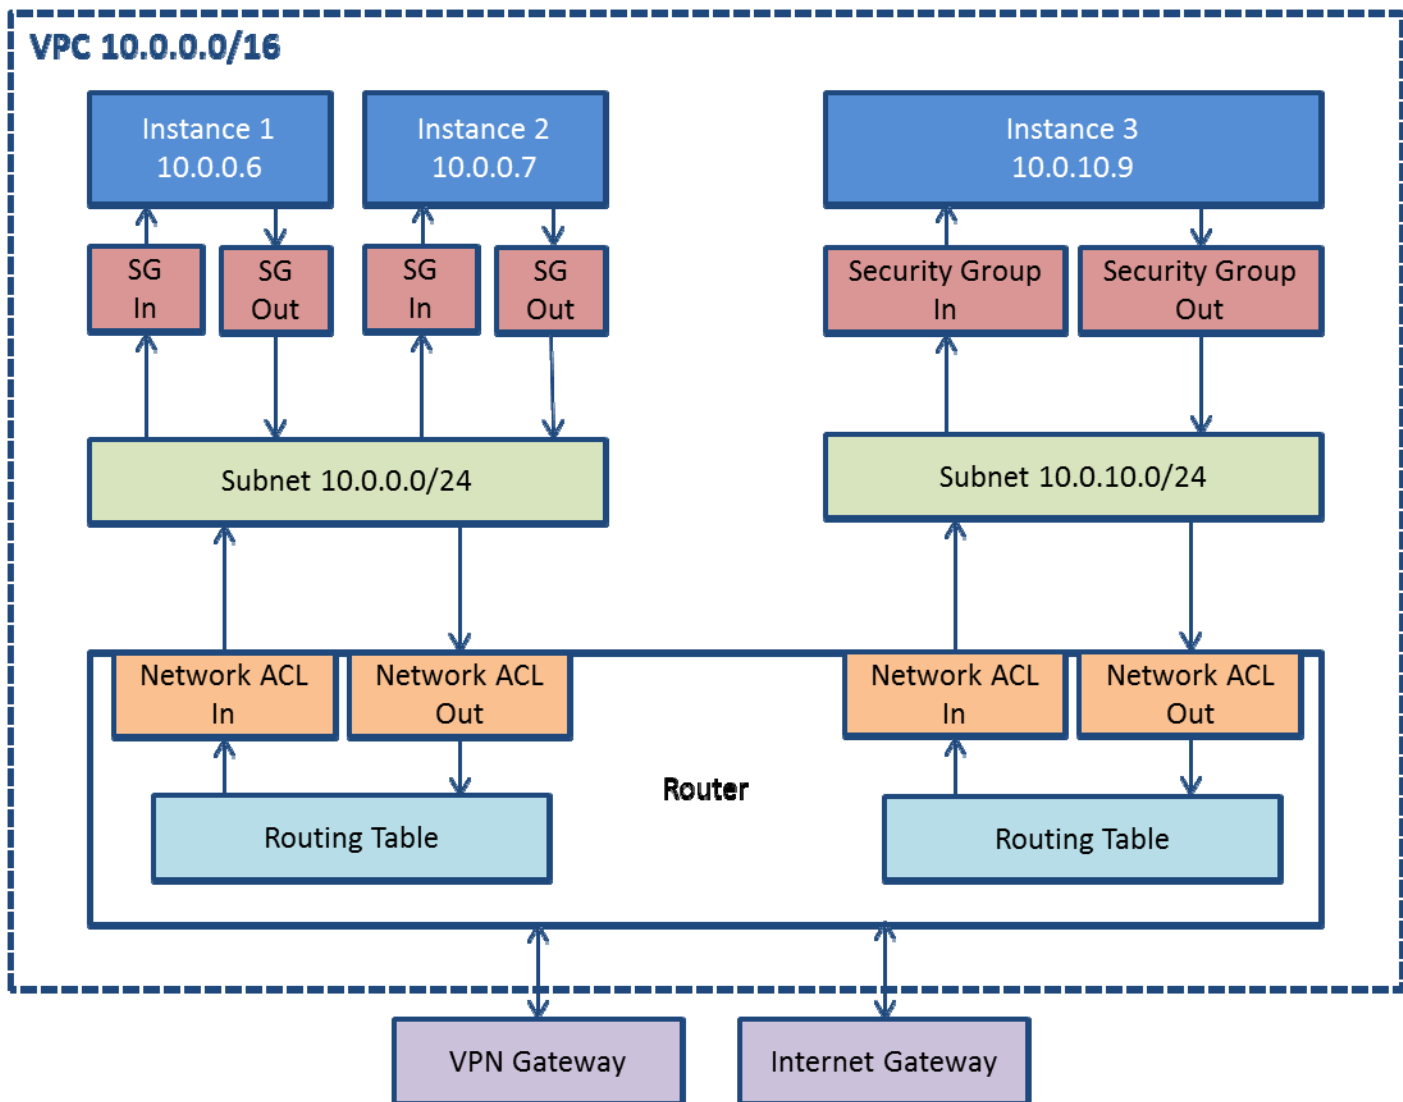 VPC 10.0.0.0/16
Instance 1
10.0.0.6
Instance 2
10.0.0.7
Instance 3
10.0.10.9
SG
In
SG
Out
SG
In
SG
Out
Security Group
In
Security Group
Out
Subnet 10.0.0.0/24
Subnet 10.0.10.0/24
Network ACL
In
Network ACL
Out
Network ACL
In
Network ACL
Out
Router
Routing Table
Routing Table
VPN Gateway
Internet Gateway